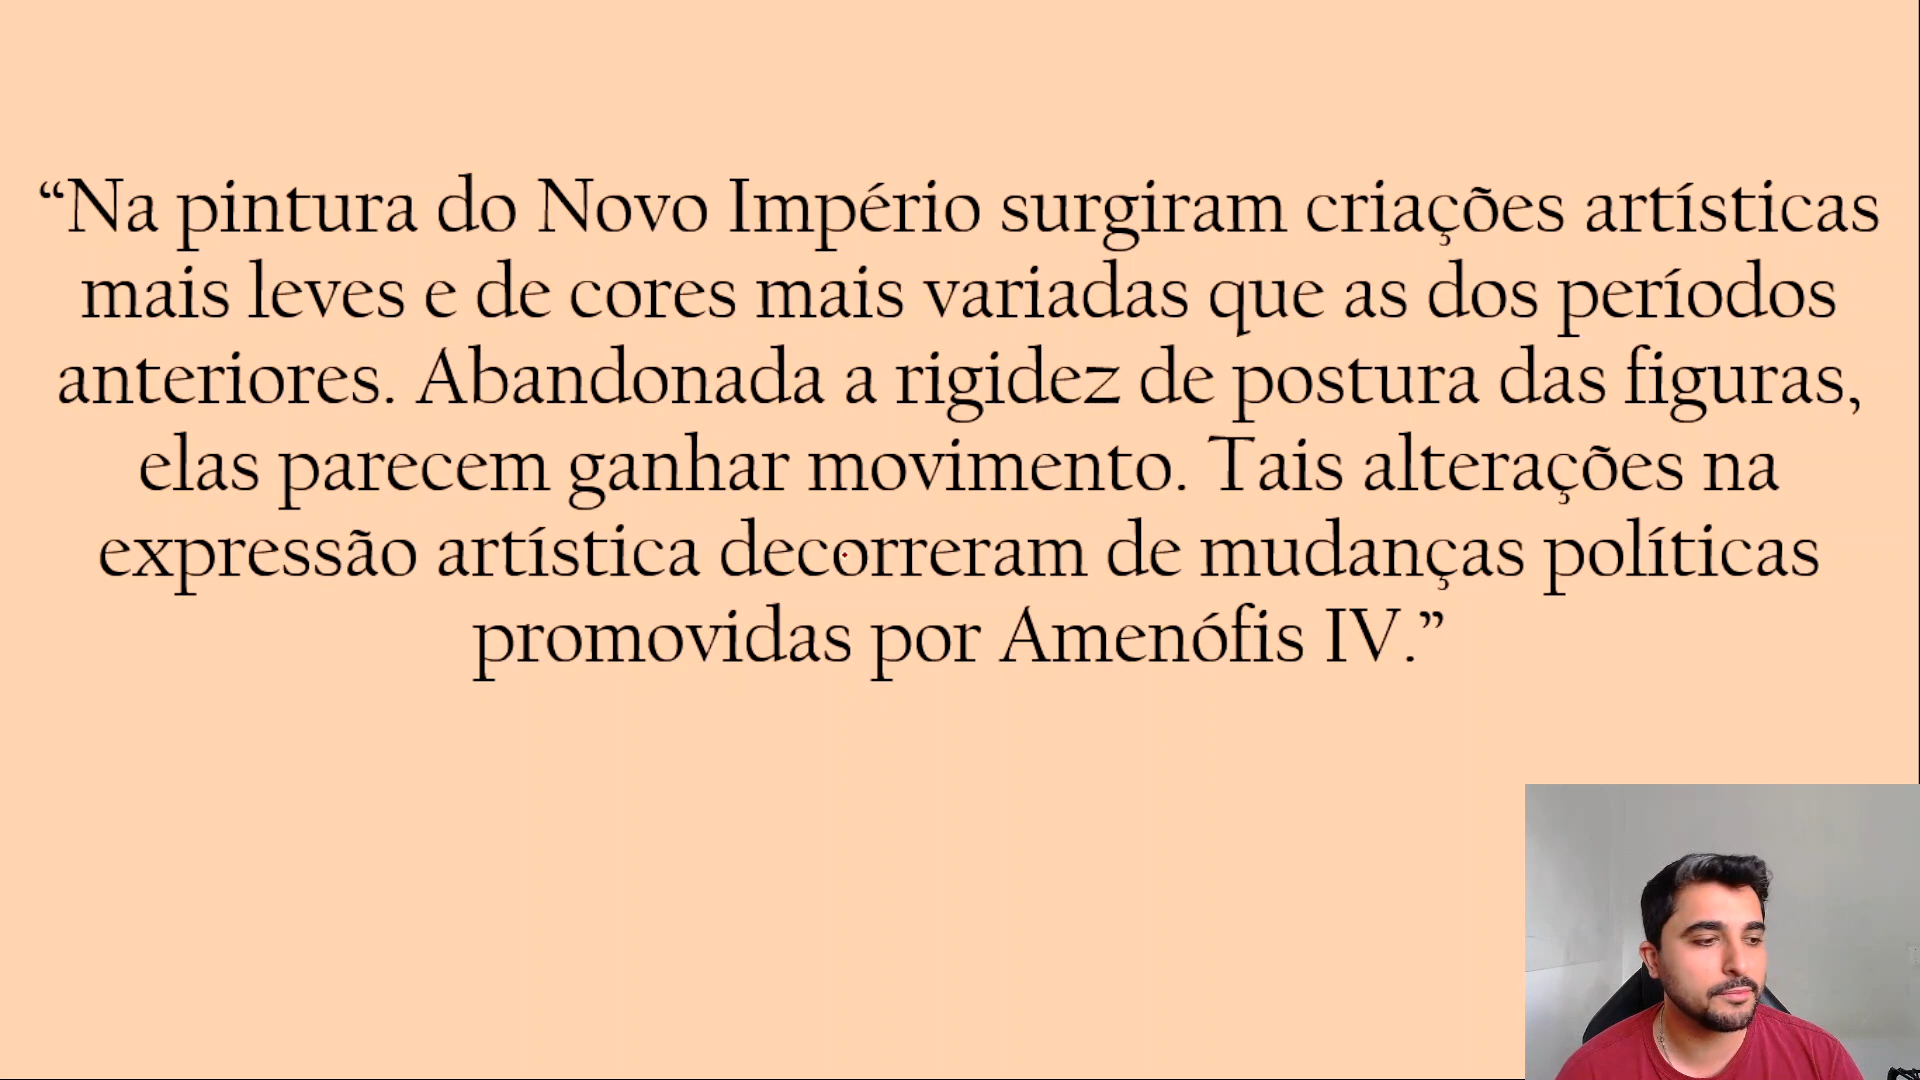 “Na pintura do Novo Império surgiram criações artísticas
mais leves e de cores mais variadas que as dos períodos
anteriores. Abandonada a rigidez de postura das figuras,
elas parecem ganhar movimento. Tais alterações na
expressão artística decorreram de mudanças políticas
promovidas por Amenófis IV.”